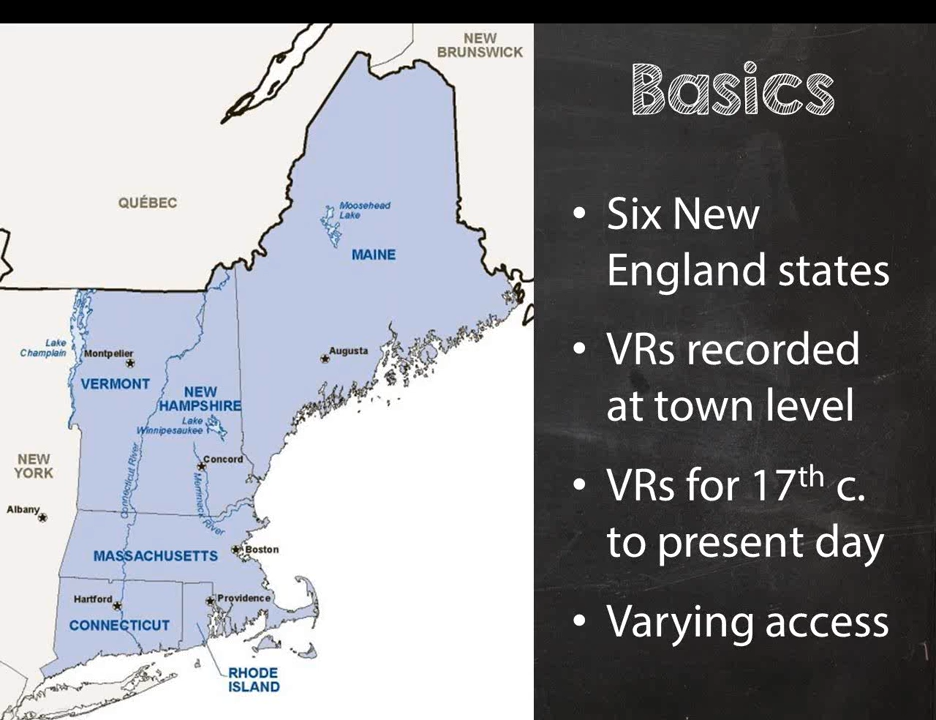 NEW
BRUNSWICK
QUÉBEC
Moosehead
Lake
MAINE
Lake
Champlain
Montpelier
Augusta
VERMONT
NEW
HAMPSHIRE
Lake
Winnipesaukee
Connecticut River
Merrimack River
Concord
NEW
YORK
Albany
MASSACHUSETTS
Boston
Hartford
Providence
CONNECTICUT
RHODE
ISLAND
Basics
• Six New
England states
• VRs recorded
at town level
• VRs for 17th c.
to present day
• Varying access